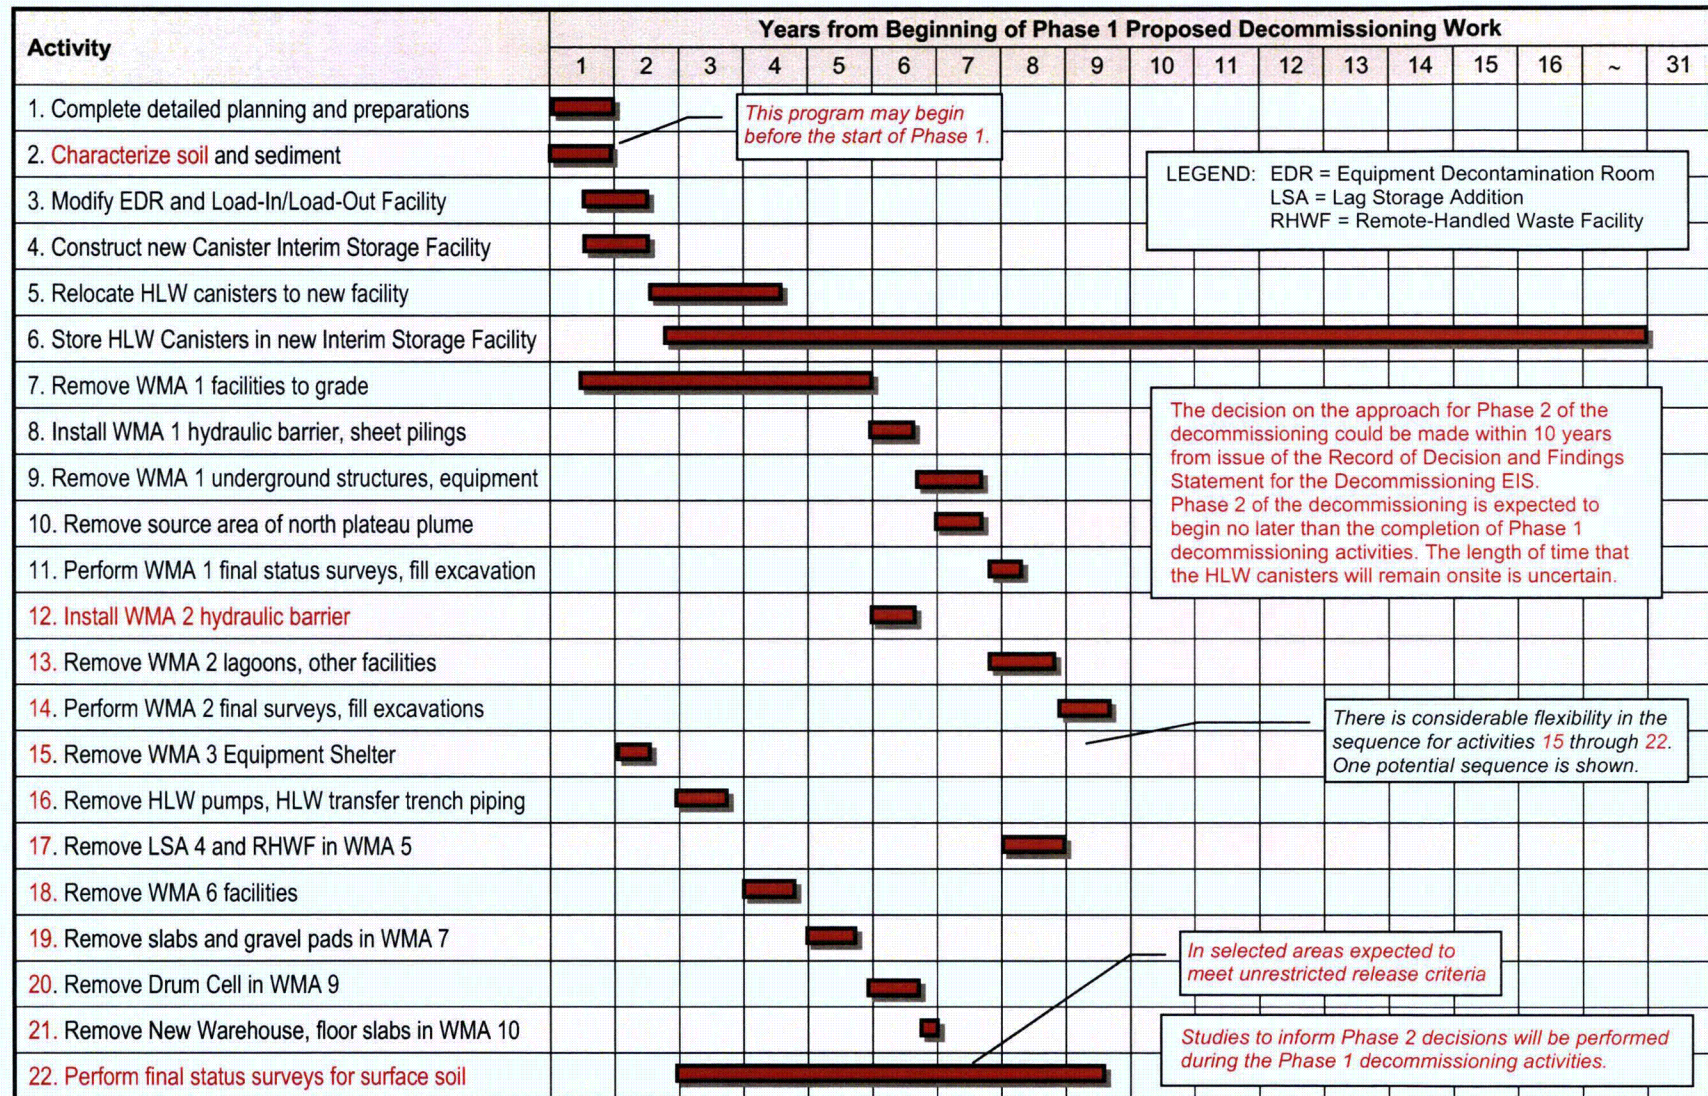 Activity
Years from Beginning of Phase 1 Proposed Decommissioning Work
1 2 3 4 5 6 7 8 9 10 11 12 13 14 15 16 ~ 31
1. Complete detailed planning and preparations
This program may begin
before the start of Phase 1.
2. Characterize soil and sediment
LEGEND: EDR = Equipment Decontamination Room
LSA = Lag Storage Addition
RHWF = Remote-Handled Waste Facility
3. Modify EDR and Load-In/Load-Out Facility
4. Construct new Canister Interim Storage Facility
5. Relocate HLW canisters to new facility
6. Store HLW Canisters in new Interim Storage Facility
7. Remove WMA 1 facilities to grade
The decision on the approach for Phase 2 of the
decommissioning could be made within 10 years
from issue of the Record of Decision and Findings
Statement for the Decommissioning EIS.
Phase 2 of the decommissioning is expected to
begin no later than the completion of Phase 1
decommissioning activities. The length of time that
the HLW canisters will remain onsite is uncertain.
8. Install WMA 1 hydraulic barrier, sheet pilings
9. Remove WMA 1 underground structures, equipment
10. Remove source area of north plateau plume
11. Perform WMA 1 final status surveys, fill excavation
12. Install WMA 2 hydraulic barrier
13. Remove WMA 2 lagoons, other facilities
14. Perform WMA 2 final surveys, fill excavations
There is considerable flexibility in the
sequence for activities 15 through 22.
One potential sequence is shown.
15. Remove WMA 3 Equipment Shelter
16. Remove HLW pumps, HLW transfer trench piping
17. Remove LSA 4 and RHWF in WMA 5
18. Remove WMA 6 facilities
19. Remove slabs and gravel pads in WMA 7
In selected areas expected to
meet unrestricted release criteria
20. Remove Drum Cell in WMA 9
21. Remove New Warehouse, floor slabs in WMA 10
Studies to inform Phase 2 decisions will be performed
during the Phase 1 decommissioning activities.
22. Perform final status surveys for surface soil